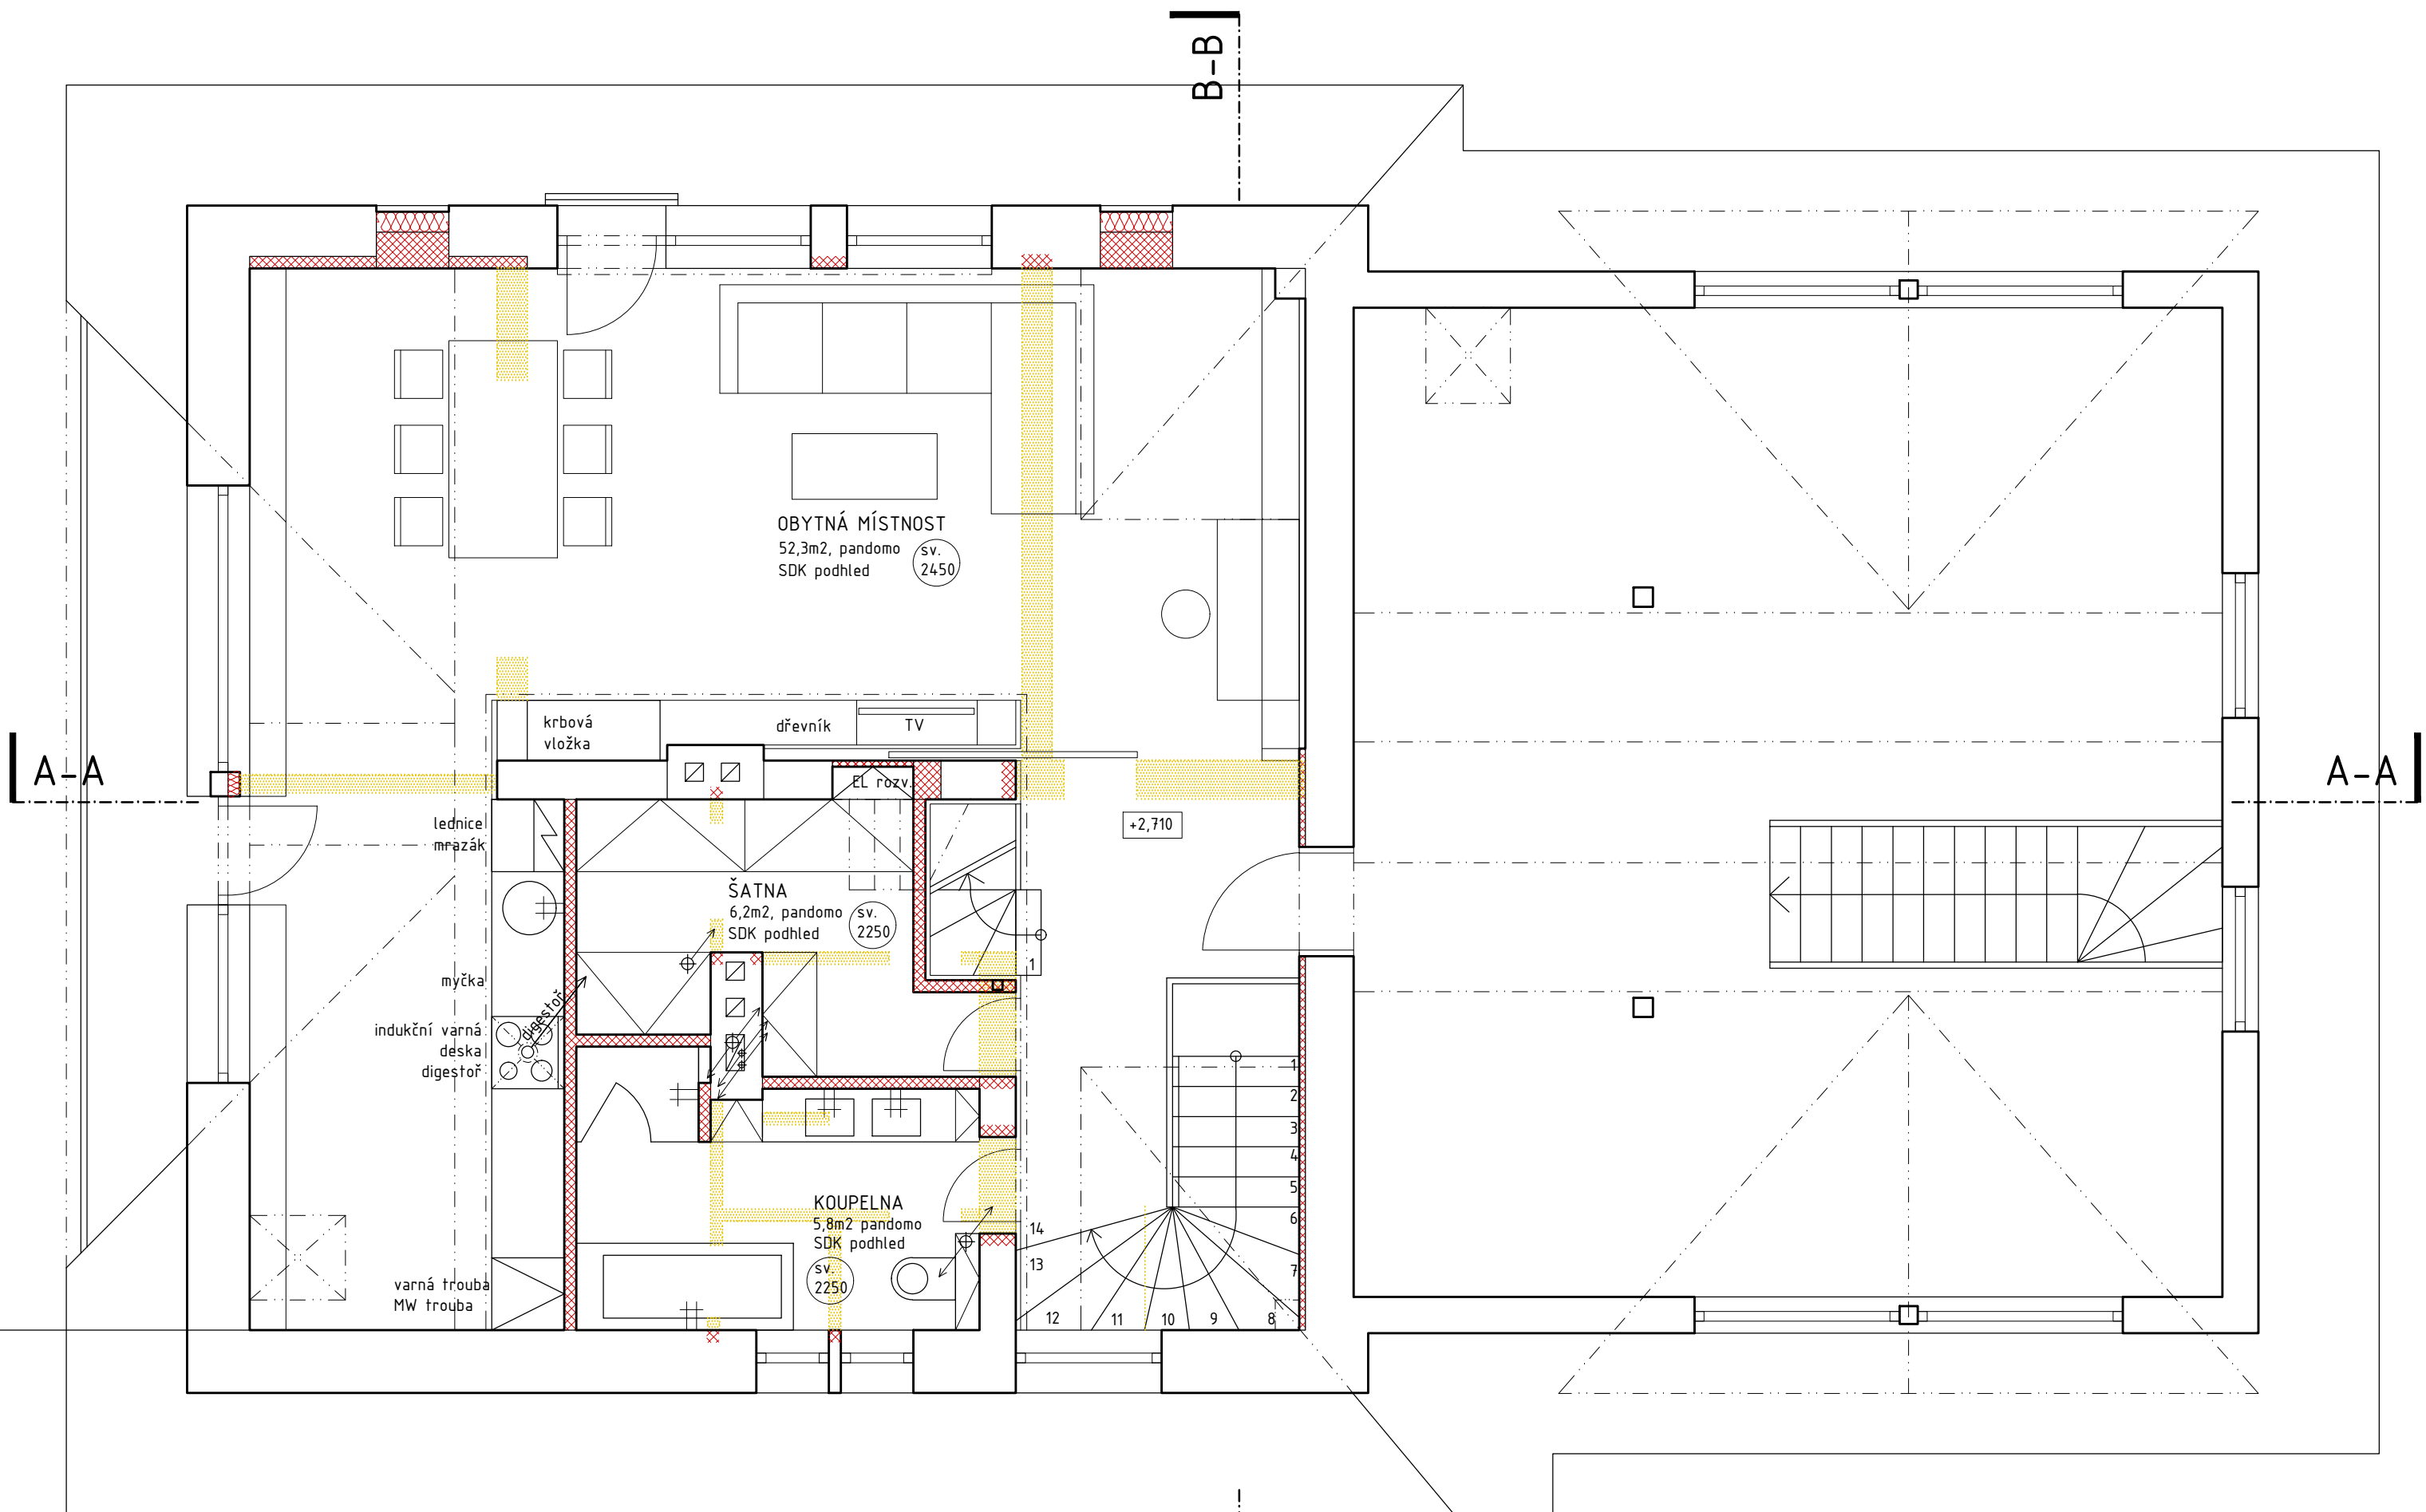 B-B
OBYTNÁ MÍSTNOST
52,3m2, pandomo
SDK podhled
sv.
2450
krbová
vložka
dřevník
TV
A-A
A-A
EL rozv.
lednice
mrazák
+2,710
ŠATNA
6,2m2, pandomo
SDK podhled
sv.
2250
1
myčka
digestoř
indukční varná
deska
digestoř
1
2
3
4
5
6
7
8
9
10
11
12
13
14
KOUPELNA
5,8m2 pandomo
SDK podhled
sv.
2250
varná trouba
MW trouba